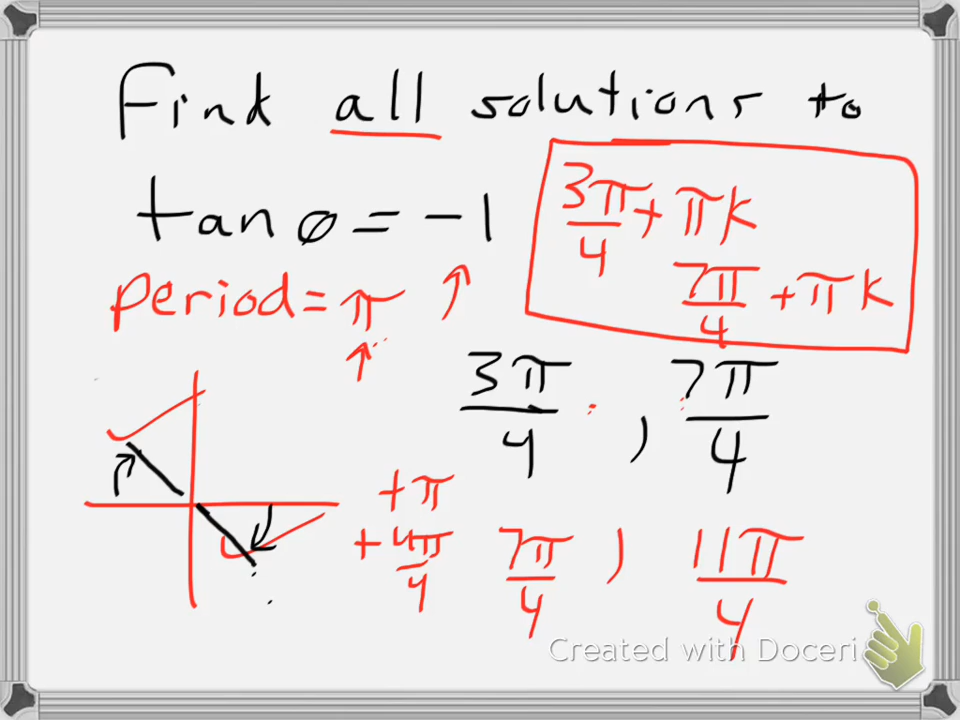 Find all solutions to
tan ø = -1
3π/4 + πk
7π/4 + πk
period = π
3π/4 , 7π/4
+π
+4π/4 7π/4 , 11π/4
Created with Doceri